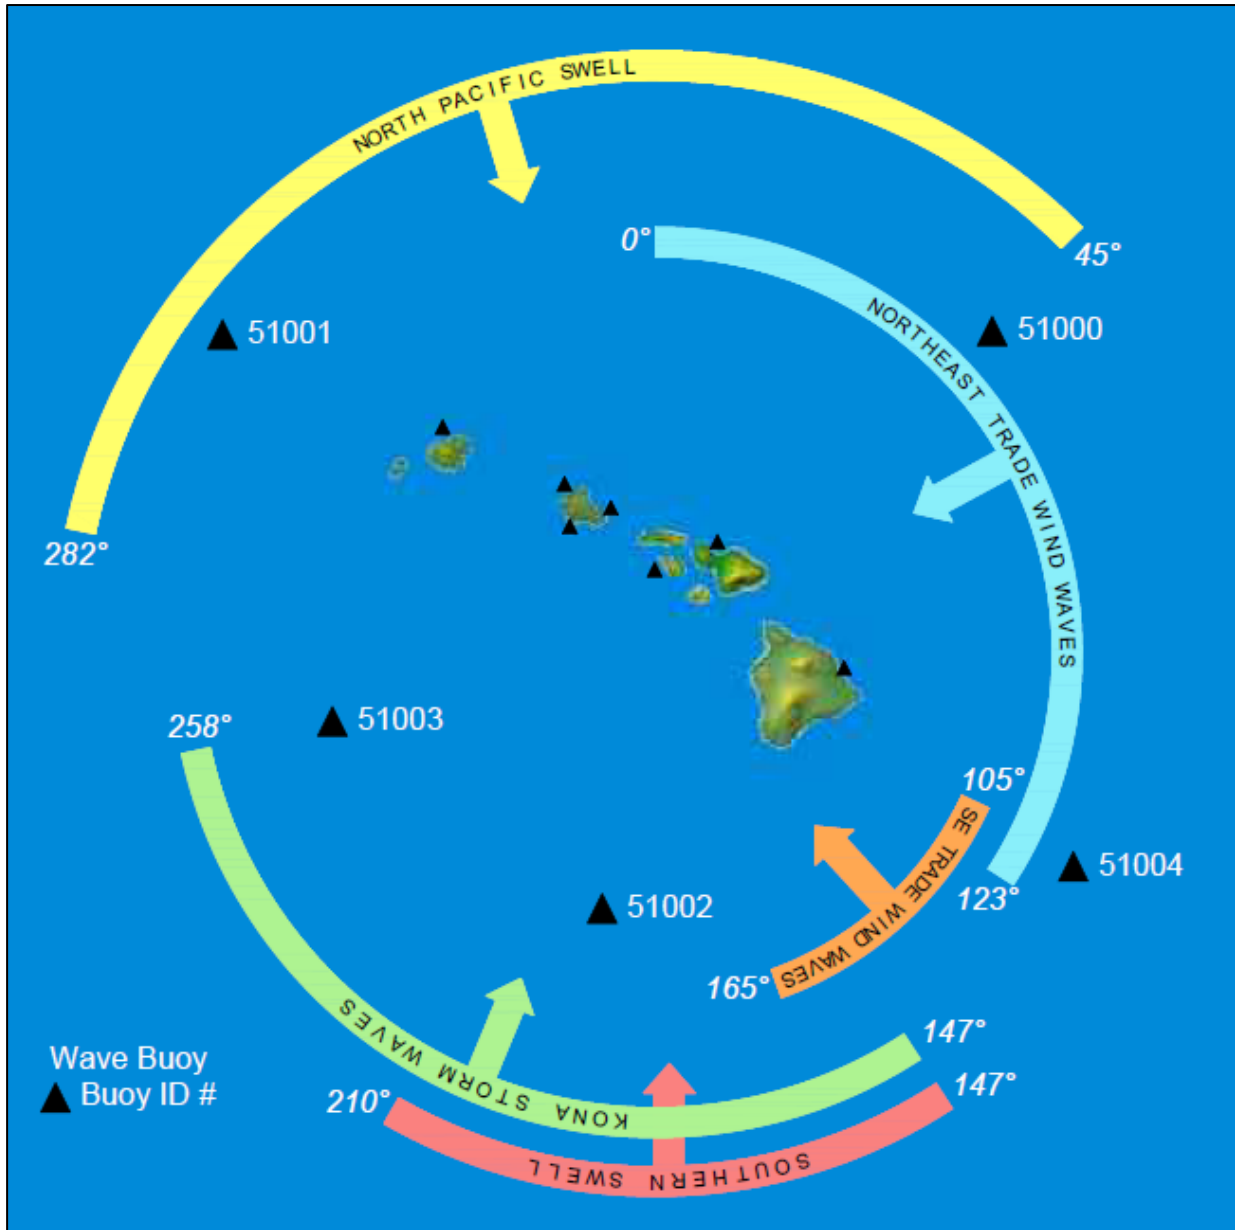 NORTH PACIFIC SWELL
0°
45°
NORTHEAST TRADE WIND WAVES
51001
51000
282°
258°
51003
105°
SE TRADE WIND WAVES
51004
123°
51002
165°
147°
KONA STORM WAVES
147°
210°
SOUTHERN SWELL
Wave Buoy
Buoy ID #